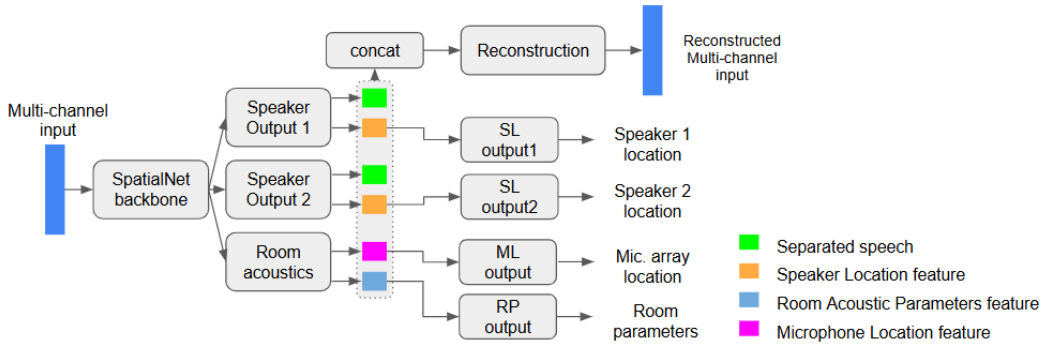 concat
Reconstruction
Reconstructed
Multi-channel
input
Multi-channel
input
SpatialNet
backbone
Speaker
Output 1
SL
output1
Speaker 1
location
Speaker
Output 2
SL
output2
Speaker 2
location
Room
acoustics
ML
output
Mic. array
location
RP
output
Room
parameters
Separated speech
Speaker Location feature
Room Acoustic Parameters feature
Microphone Location feature